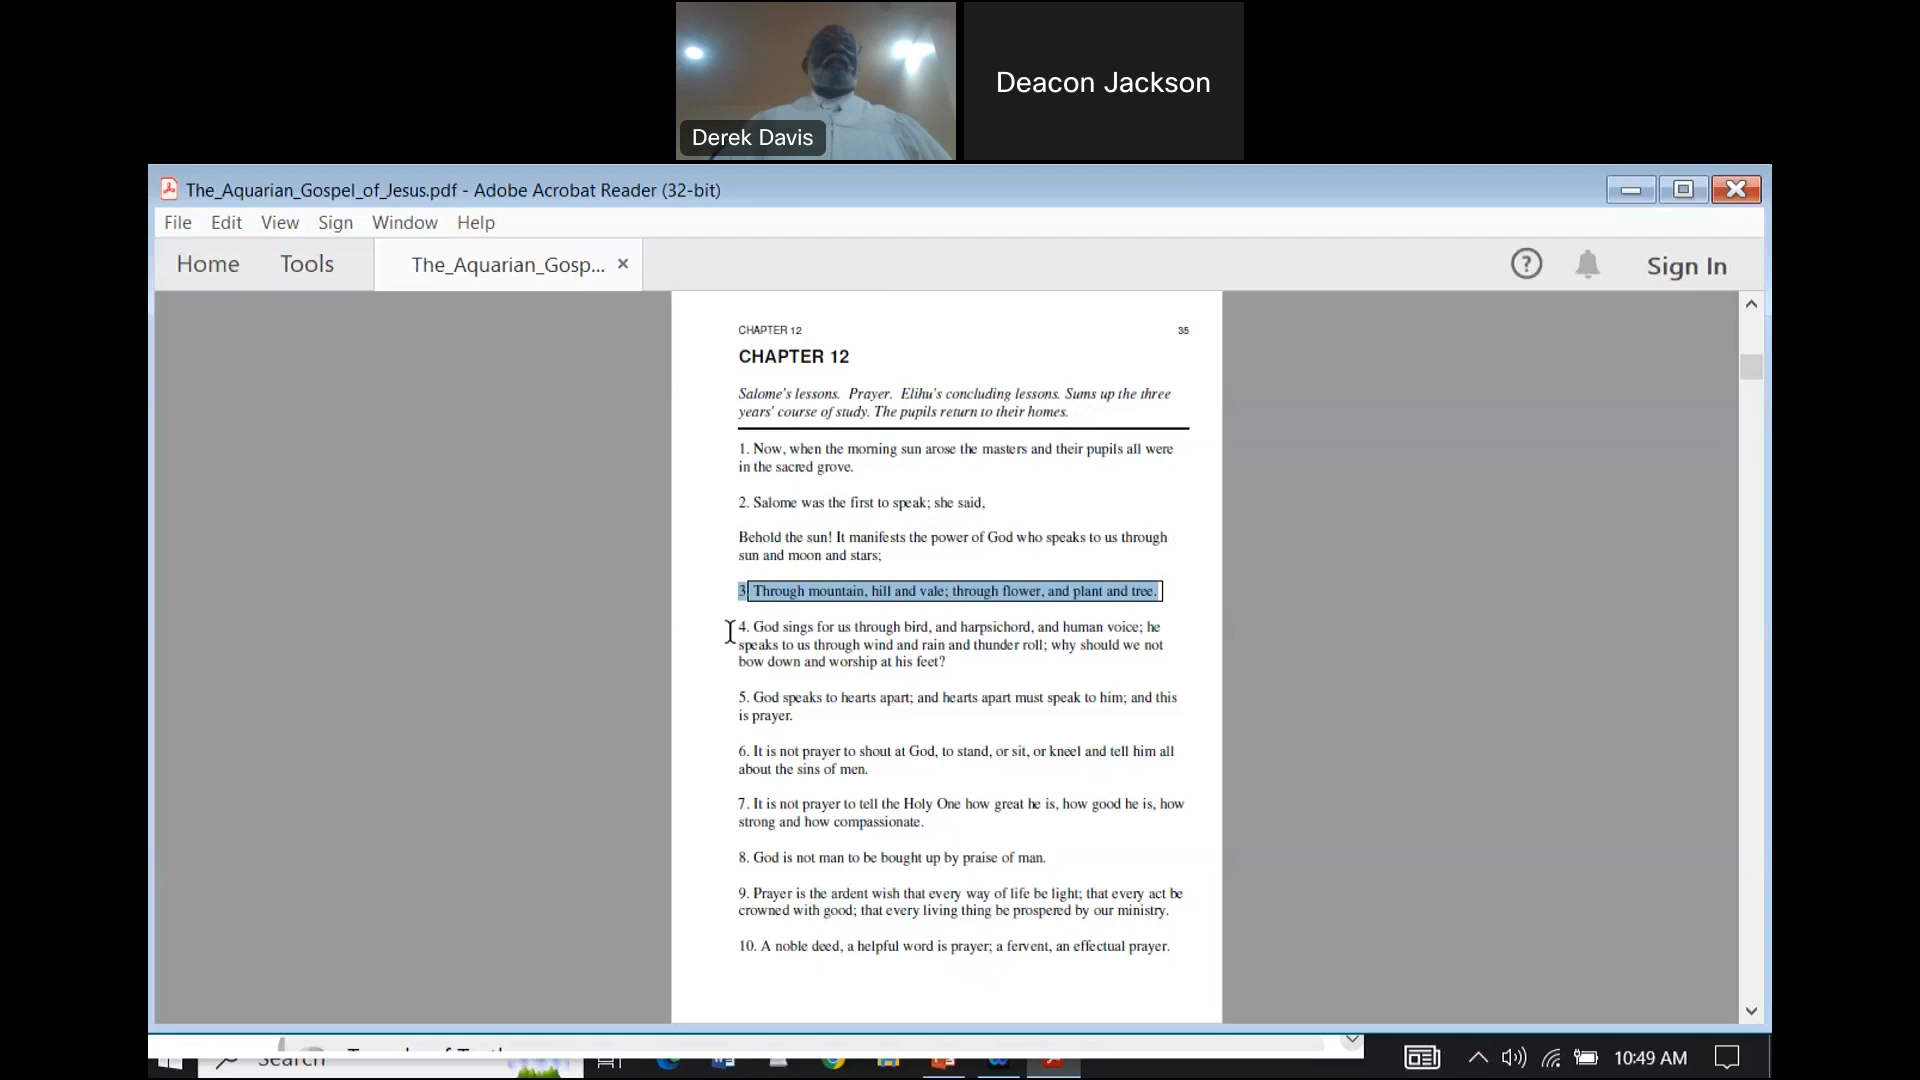 Derek Davis
Deacon Jackson
The_Aquarian_Gospel_of_Jesus.pdf - Adobe Acrobat Reader (32-bit)
File Edit View Sign Window Help
Home Tools The_Aquarian_Gosp... × Sign In
CHAPTER 12 35
CHAPTER 12
Salome's lessons. Prayer. Elihu's concluding lessons. Sums up the three
years' course of study. The pupils return to their homes.
1. Now, when the morning sun arose the masters and their pupils all were
in the sacred grove.
2. Salome was the first to speak; she said,
Behold the sun! It manifests the power of God who speaks to us through
sun and moon and stars;
3. Through mountain, hill and vale; through flower, and plant and tree.
4. God sings for us through bird, and harpsichord, and human voice; he
speaks to us through wind and rain and thunder roll; why should we not
bow down and worship at his feet?
5. God speaks to hearts apart; and hearts apart must speak to him; and this
is prayer.
6. It is not prayer to shout at God, to stand, or sit, or kneel and tell him all
about the sins of men.
7. It is not prayer to tell the Holy One how great he is, how good he is, how
strong and how compassionate.
8. God is not man to be bought up by praise of man.
9. Prayer is the ardent wish that every way of life be light; that every act be
crowned with good; that every living thing be prospered by our ministry.
10. A noble deed, a helpful word is prayer; a fervent, an effectual prayer.
Search
10:49 AM